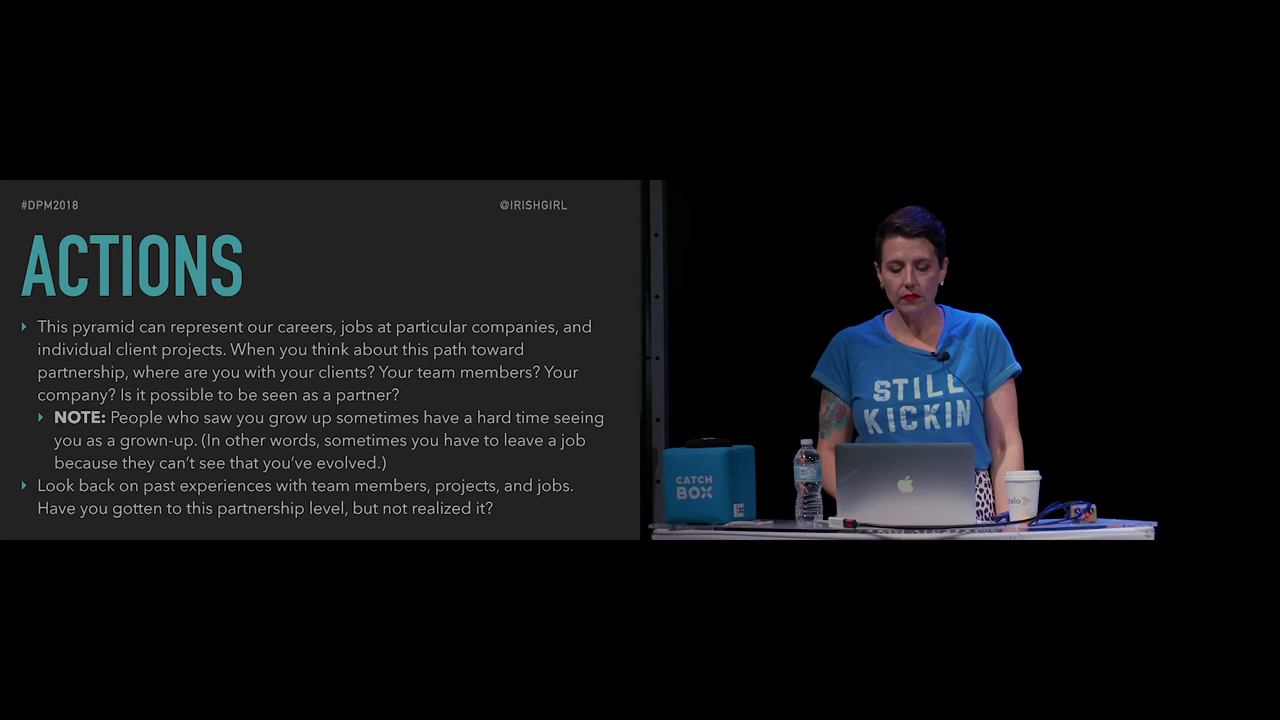 #DPM2018
@IRISHGIRL
ACTIONS
This pyramid can represent our careers, jobs at particular companies, and
individual client projects. When you think about this path toward
partnership, where are you with your clients? Your team members? Your
company? Is it possible to be seen as a partner?
NOTE: People who saw you grow up sometimes have a hard time seeing
you as a grown-up. (In other words, sometimes you have to leave a job
because they can't see that you've evolved.)
Look back on past experiences with team members, projects, and jobs.
Have you gotten to this partnership level, but not realized it?
STILL
KICKIN
CATCH
BOX